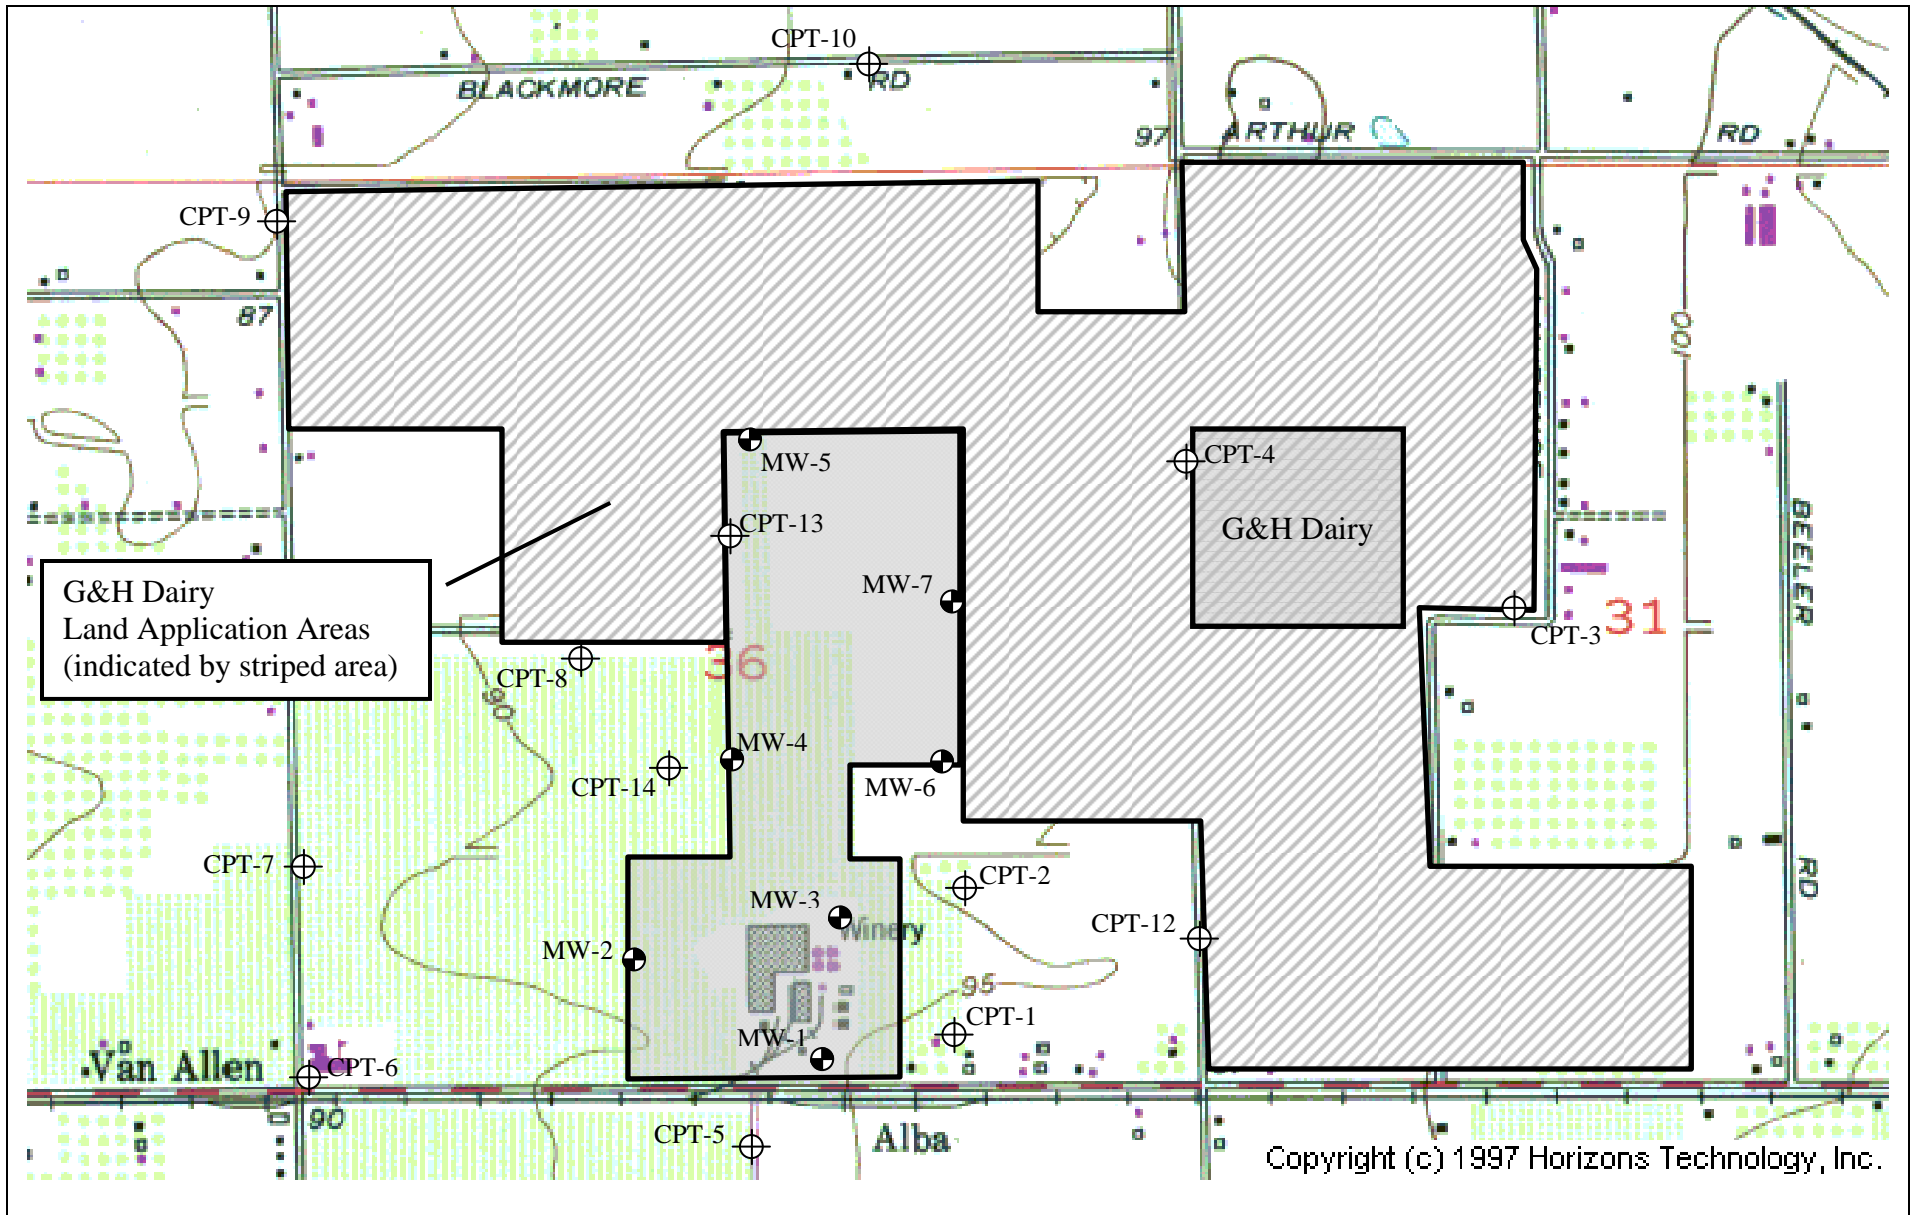 CPT-10
BLACKMORE RD
97 ARTHUR RD
CPT-9
87
100
MW-5
CPT-4
CPT-13
G&H Dairy
BEELER RD
MW-7
G&H Dairy
Land Application Areas
(indicated by striped area)
31
CPT-3
36
CPT-8
90
MW-4
CPT-14
MW-6
CPT-7
CPT-2
MW-3
Winery
CPT-12
MW-2
95
CPT-1
MW-1
Van Allen
CPT-6
90
CPT-5
Alba
Copyright (c) 1997 Horizons Technology, Inc.